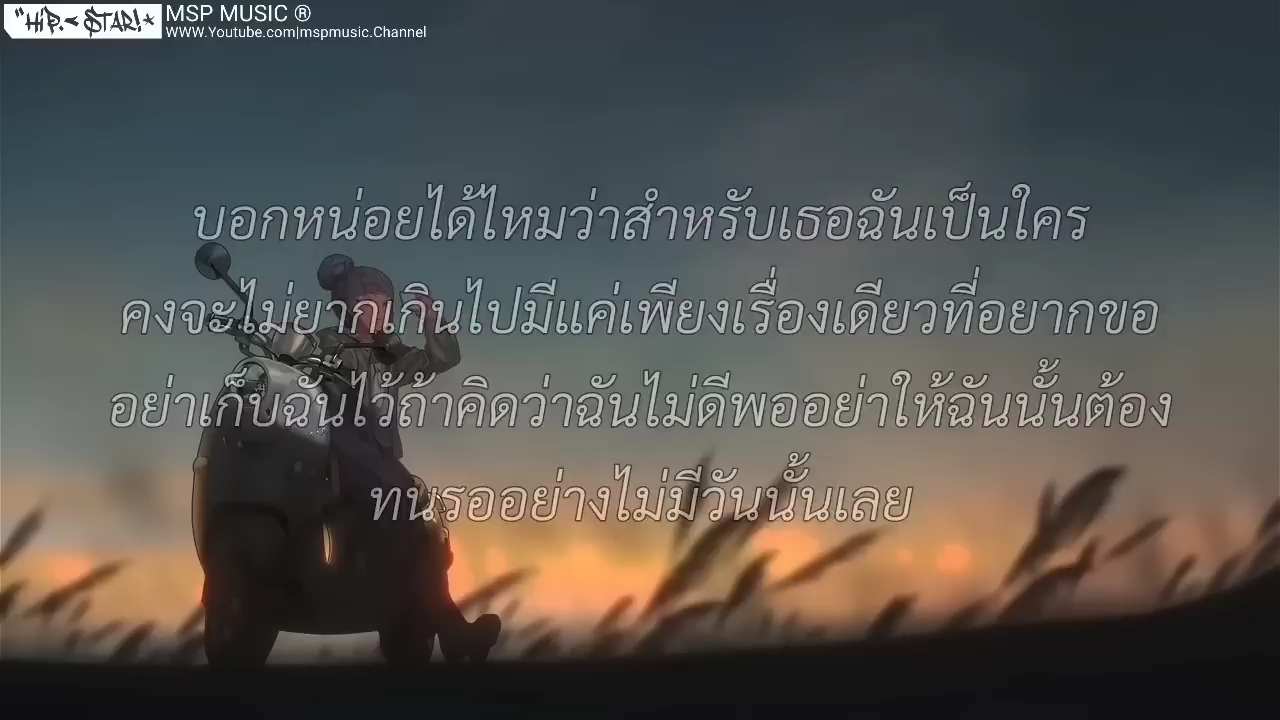 "HIP.< STAR!*
MSP MUSIC ®
www.Youtube.com|mspmusic.Channel
บอกหน่อยได้ไหมว่าสำหรับเธอฉันเป็นใคร
คงจะไม่ยากเกินไปมีแค่เพียงเรื่องเดียวที่อยากขอ
อย่าเก็บฉันไว้ถ้าคิดว่าฉันไม่ดีพออย่าให้ฉันนั้นต้อง
ทนรออย่างไม่มีวันนั้นเลย